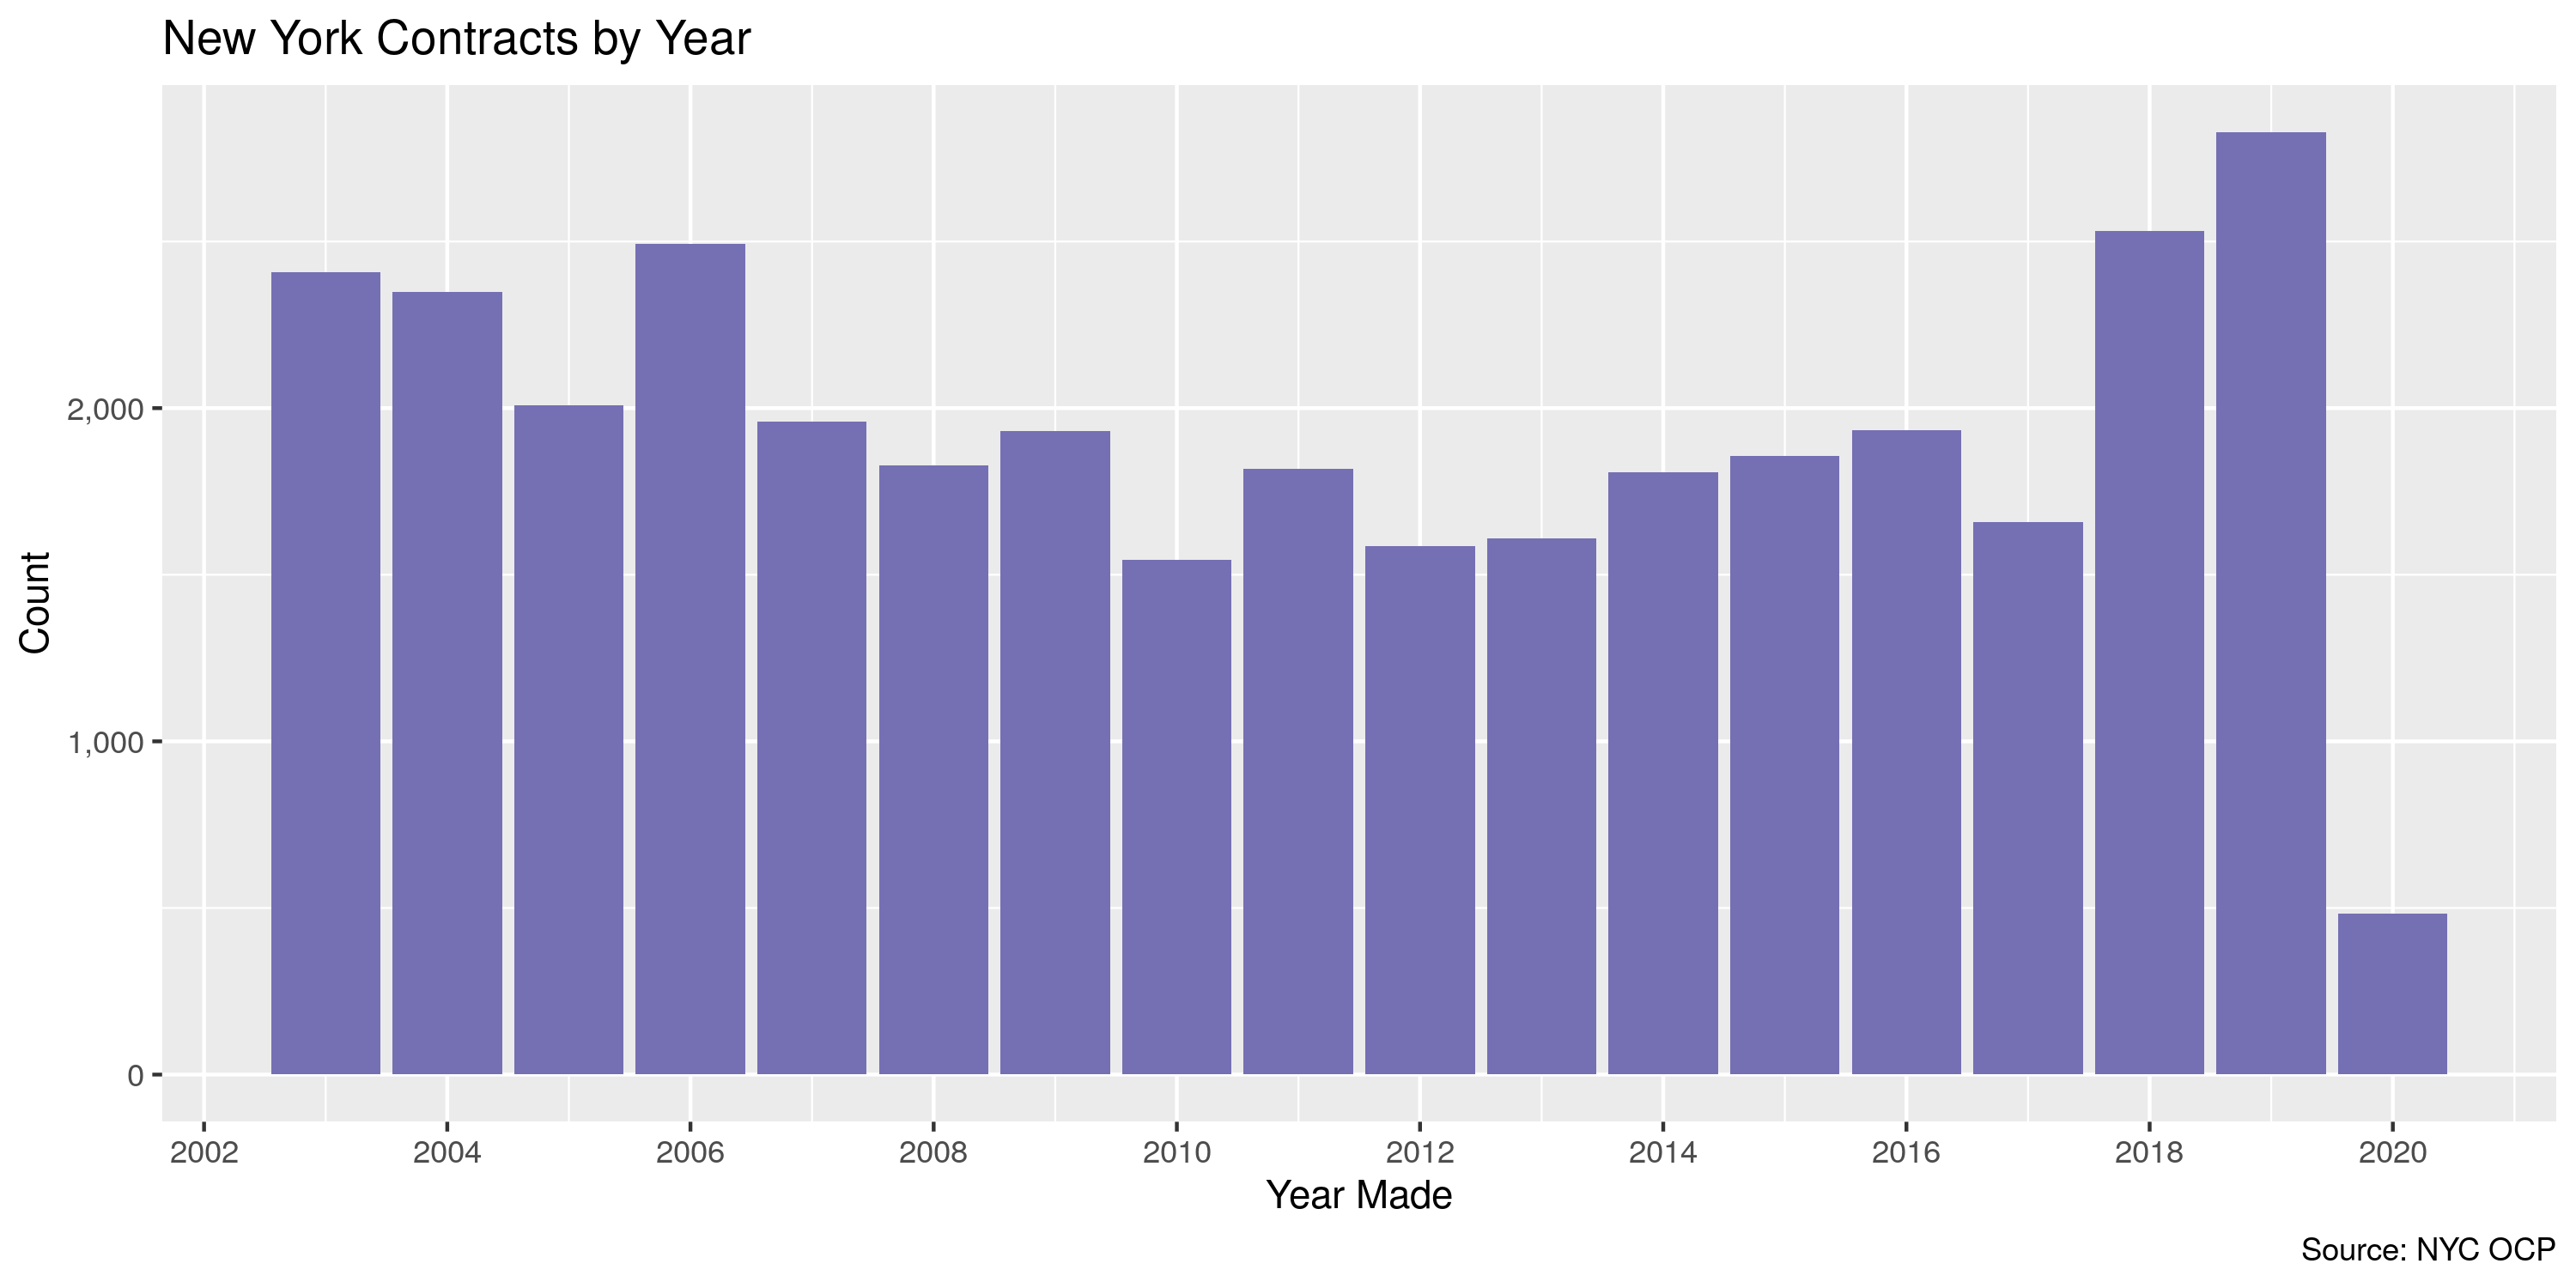 New York Contracts by Year
Count
2,000
1,000
0
2002 2004 2006 2008 2010 2012 2014 2016 2018 2020
Year Made
Source: NYC OCP